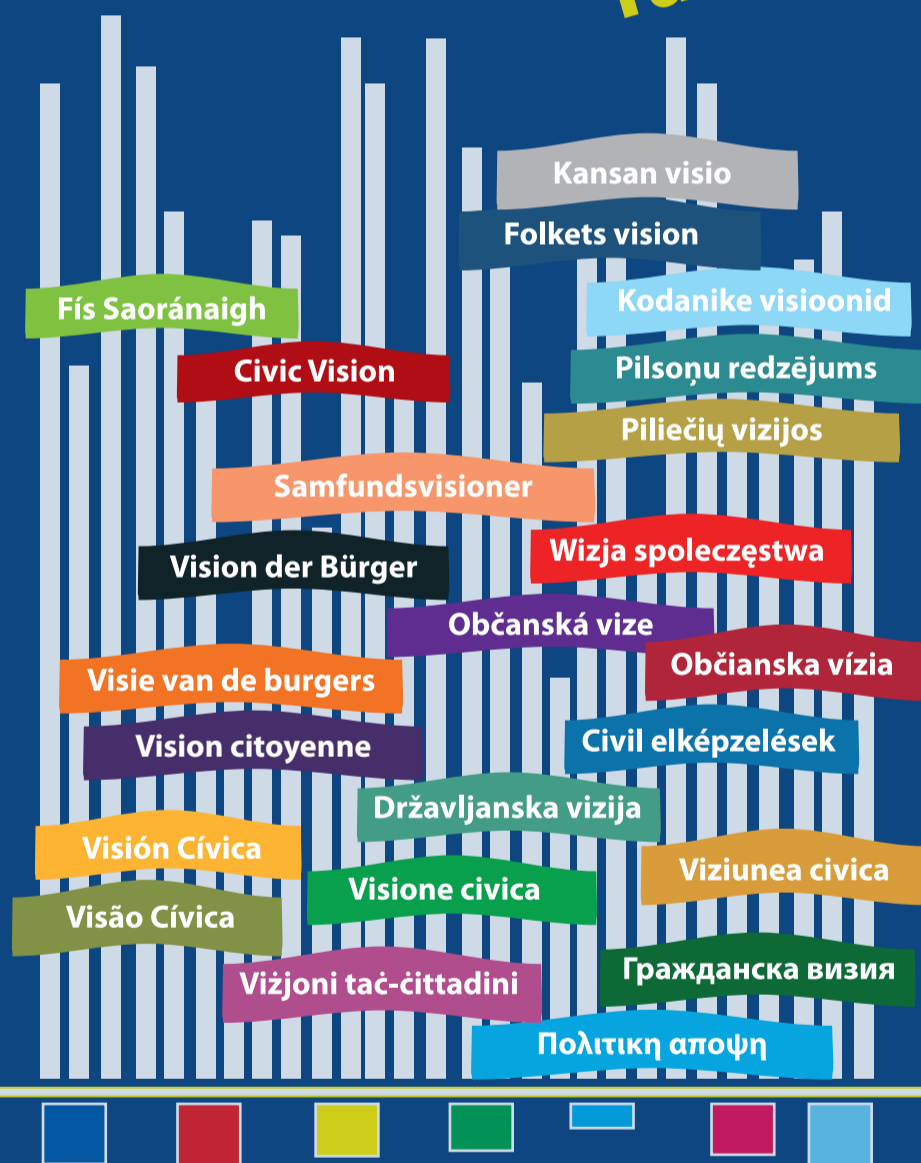 Kansan visio
Folkets vision
Kodanike visioonid
Fís Saoránaigh
Civic Vision
Pilsoņu redzējums
Piliečių vizijos
Samfundsvisioner
Wizja spoleczęstwa
Vision der Bürger
Občanská vize
Občianska vízia
Visie van de burgers
Vision citoyenne
Civil elképzelések
Državljanska vizija
Visión Cívica
Viziunea civica
Visione civica
Visão Cívica
Гражданска визия
Viżjoni taċ-ċittadini
Πολιτικη αποψη